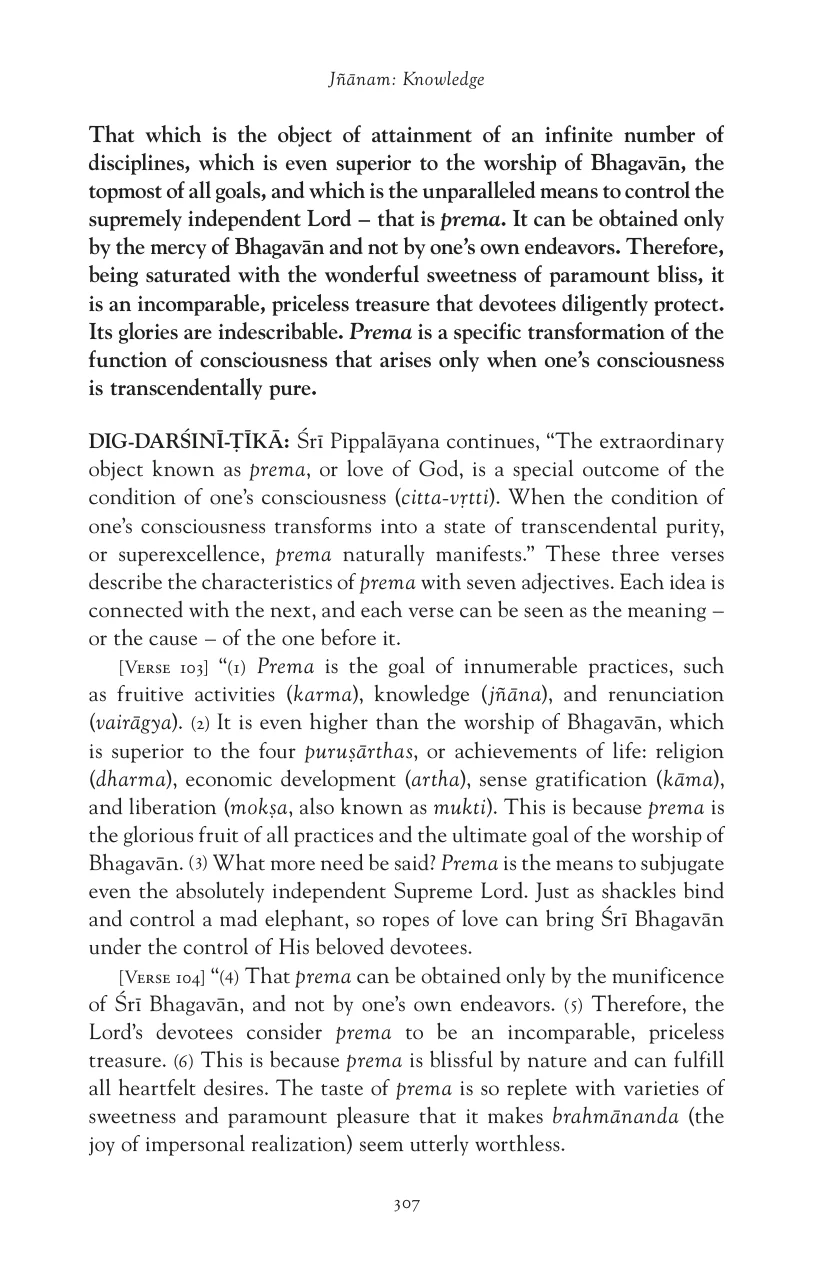 Jñānam: Knowledge
That which is the object of attainment of an infinite number of
disciplines, which is even superior to the worship of Bhagavān, the
topmost of all goals, and which is the unparalleled means to control the
supremely independent Lord – that is prema. It can be obtained only
by the mercy of Bhagavān and not by one’s own endeavors. Therefore,
being saturated with the wonderful sweetness of paramount bliss, it
is an incomparable, priceless treasure that devotees diligently protect.
Its glories are indescribable. Prema is a specific transformation of the
function of consciousness that arises only when one’s consciousness
is transcendentally pure.
DIG-DARŚINĪ-ṬĪKĀ: Śrī Pippalāyana continues, “The extraordinary
object known as prema, or love of God, is a special outcome of the
condition of one’s consciousness (citta-vṛtti). When the condition of
one’s consciousness transforms into a state of transcendental purity,
or superexcellence, prema naturally manifests.” These three verses
describe the characteristics of prema with seven adjectives. Each idea is
connected with the next, and each verse can be seen as the meaning –
or the cause – of the one before it.
[Verse 103] “(1) Prema is the goal of innumerable practices, such
as fruitive activities (karma), knowledge (jñāna), and renunciation
(vairāgya). (2) It is even higher than the worship of Bhagavān, which
is superior to the four puruṣārthas, or achievements of life: religion
(dharma), economic development (artha), sense gratification (kāma),
and liberation (mokṣa, also known as mukti). This is because prema is
the glorious fruit of all practices and the ultimate goal of the worship of
Bhagavān. (3) What more need be said? Prema is the means to subjugate
even the absolutely independent Supreme Lord. Just as shackles bind
and control a mad elephant, so ropes of love can bring Śrī Bhagavān
under the control of His beloved devotees.
[Verse 104] “(4) That prema can be obtained only by the munificence
of Śrī Bhagavān, and not by one’s own endeavors. (5) Therefore, the
Lord’s devotees consider prema to be an incomparable, priceless
treasure. (6) This is because prema is blissful by nature and can fulfill
all heartfelt desires. The taste of prema is so replete with varieties of
sweetness and paramount pleasure that it makes brahmānanda (the
joy of impersonal realization) seem utterly worthless.
307